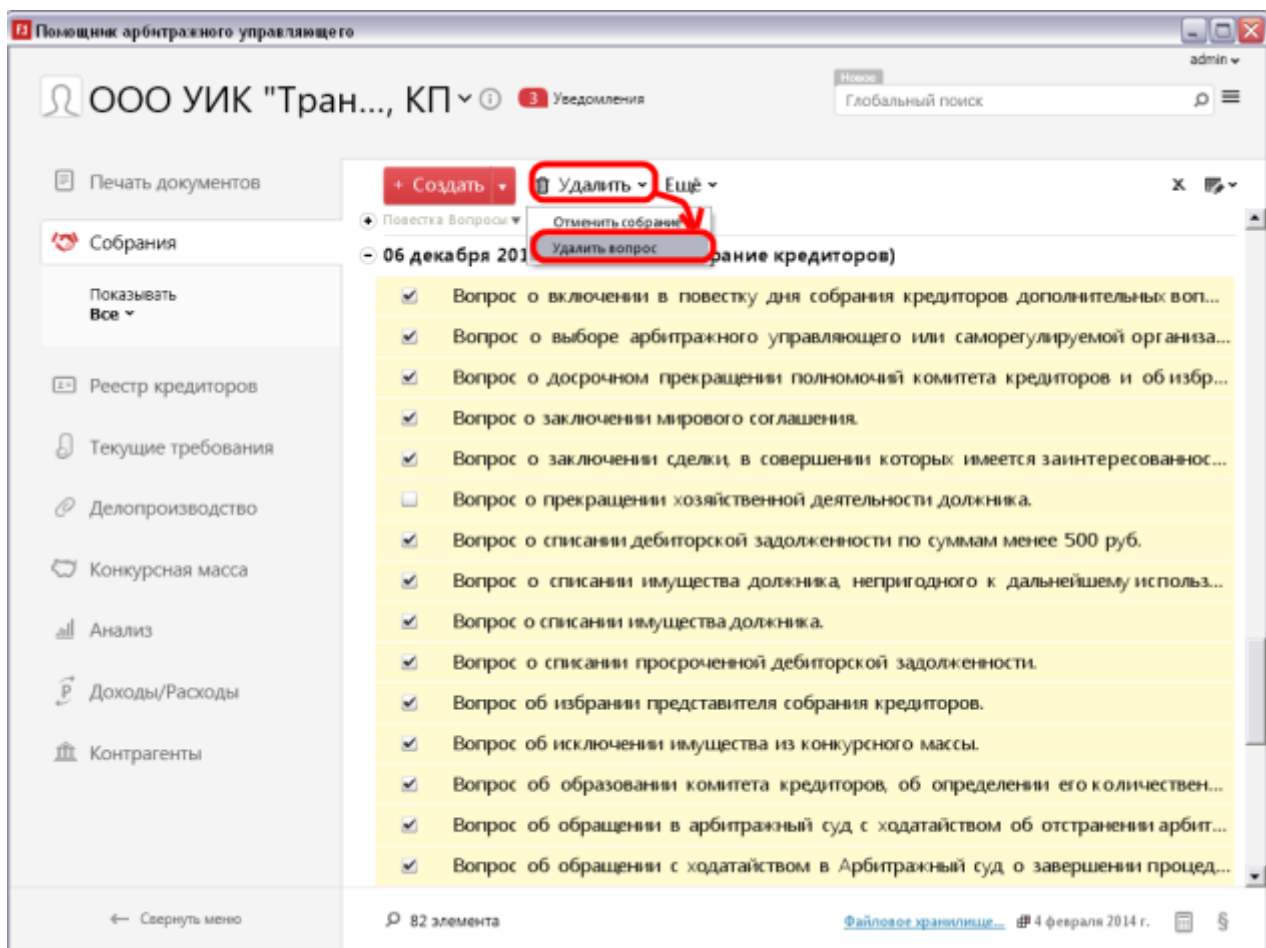 Помощник арбитражного управляющего
admin
ООО УИК "Тран..., КП
3 Уведомления
Новое
Глобальный поиск
Печать документов
+ Создать
Удалить
Ещё
Повестка Вопросы
Отменить собрание
Собрания
Удалить вопрос
06 декабря 201 рание кредиторов)
Показывать
Все
Вопрос о включении в повестку дня собрания кредиторов дополнительных воп...
Вопрос о выборе арбитражного управляющего или саморегулируемой организа...
Реестр кредиторов
Вопрос о досрочном прекращении полномочий комитета кредиторов и об избр...
Вопрос о заключении мирового соглашения.
Текущие требования
Вопрос о заключении сделки, в совершении которых имеется заинтересованнос...
Делопроизводство
Вопрос о прекращении хозяйственной деятельности должника.
Вопрос о списании дебиторской задолженности по суммам менее 500 руб.
Конкурсная масса
Вопрос о списании имущества должника, непригодного к дальнейшему использ...
Анализ
Вопрос о списании имущества должника.
Вопрос о списании просроченной дебиторской задолженности.
Доходы/Расходы
Вопрос об избрании представителя собрания кредиторов.
Контрагенты
Вопрос об исключении имущества из конкурсного массы.
Вопрос об образовании комитета кредиторов, об определении его количествен...
Вопрос об обращении в арбитражный суд с ходатайством об отстранении арбит...
Вопрос об обращении с ходатайством в Арбитражный суд о завершении процед...
← Свернуть меню
82 элемента
Файловое хранилище...
4 февраля 2014 г.
§